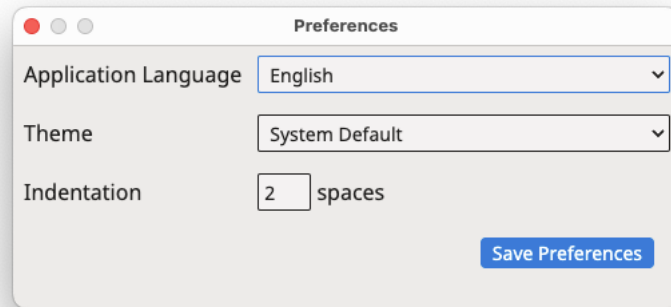 Preferences
Application Language English
Theme System Default
Indentation 2 spaces
Save Preferences